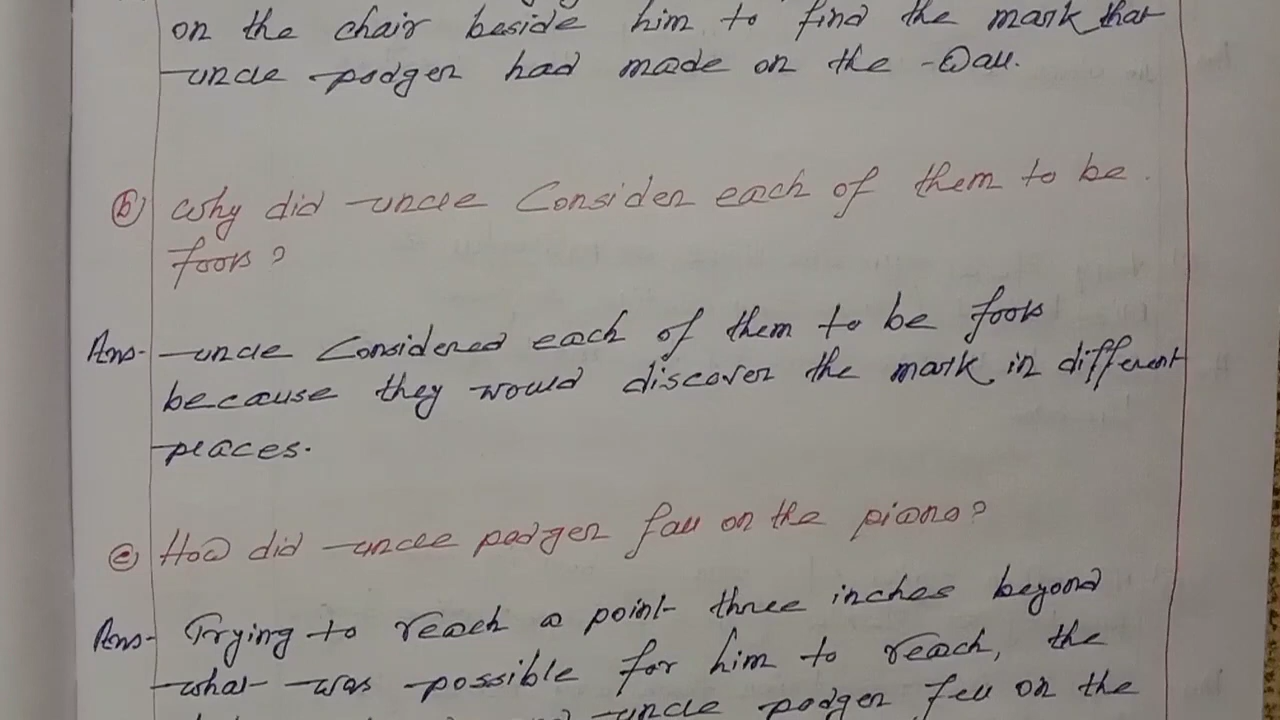 on the chair beside him to find the mark that
uncle podger had made on the wall.
(b) Why did uncle Consider each of them to be
fools?
Ans- uncle Considered each of them to be fools
because they would discover the mark in different
places.
(c) How did uncle podger fall on the piano?
Ans- Trying to reach a point three inches beyond
what was possible for him to reach, the
uncle podger fell on the